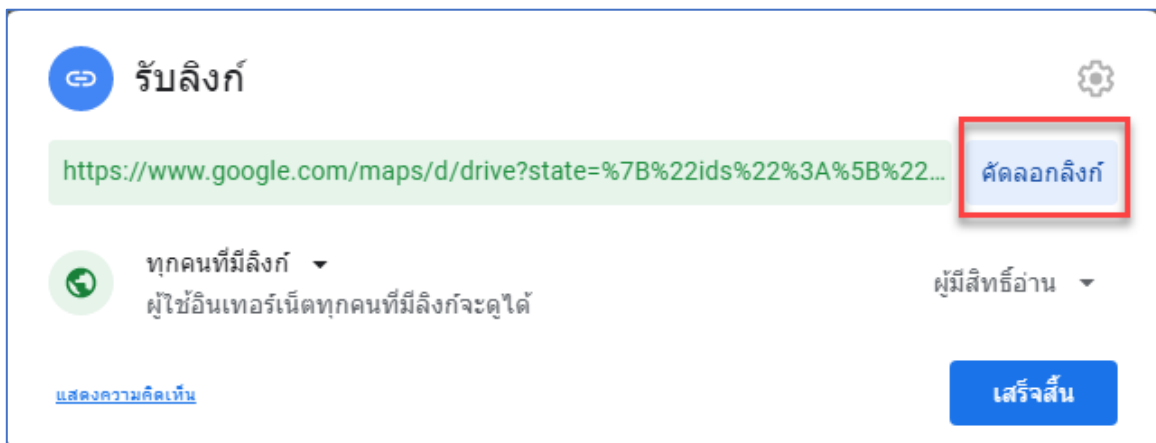 รับลิงก์
https://www.google.com/maps/d/drive?state=%7B%22ids%22%3A%5B%22...
คัดลอกลิงก์
ทุกคนที่มีลิงก์
ผู้ใช้อินเทอร์เน็ตทุกคนที่มีลิงก์จะดูได้
ผู้มีสิทธิ์อ่าน
แสดงความคิดเห็น
เสร็จสิ้น